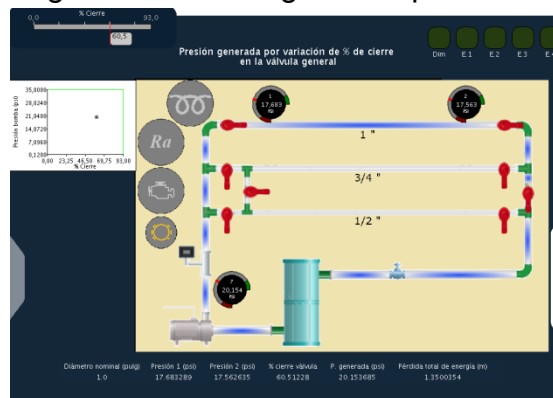 % Cierre
0,0 93,0
60,5
Presión generada por variación de % de cierre
en la válvula general
Dim E.1 E.2 E.3
35,0000
28,0240
21,0480
14,0720
7,0960
0,1200
Presión bomba (psi)
0,00 23,25 46,50 69,75 93,00
% Cierre
1
17,683
PSI
2
17,563
PSI
1 "
Ra
3/4 "
1/2 "
7
20,154
PSI
Diámetro nominal (pulg) Presión 1 (psi) Presión 2 (psi) % cierre válvula P. generada (psi) Pérdida total de energía (m)
1.0 17.683289 17.562635 60.51228 20.153685 1.3500354